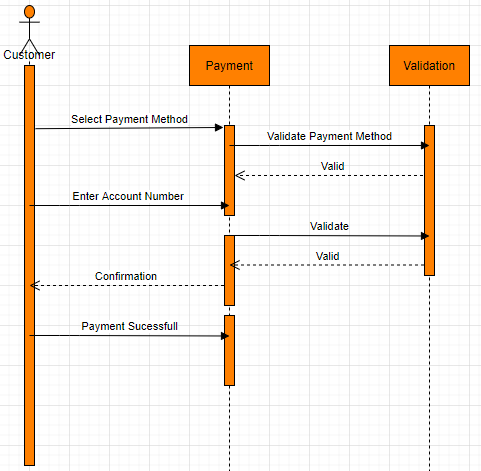 Customer
Payment
Validation
Select Payment Method
Validate Payment Method
Valid
Enter Account Number
Validate
Valid
Confirmation
Payment Sucessfull